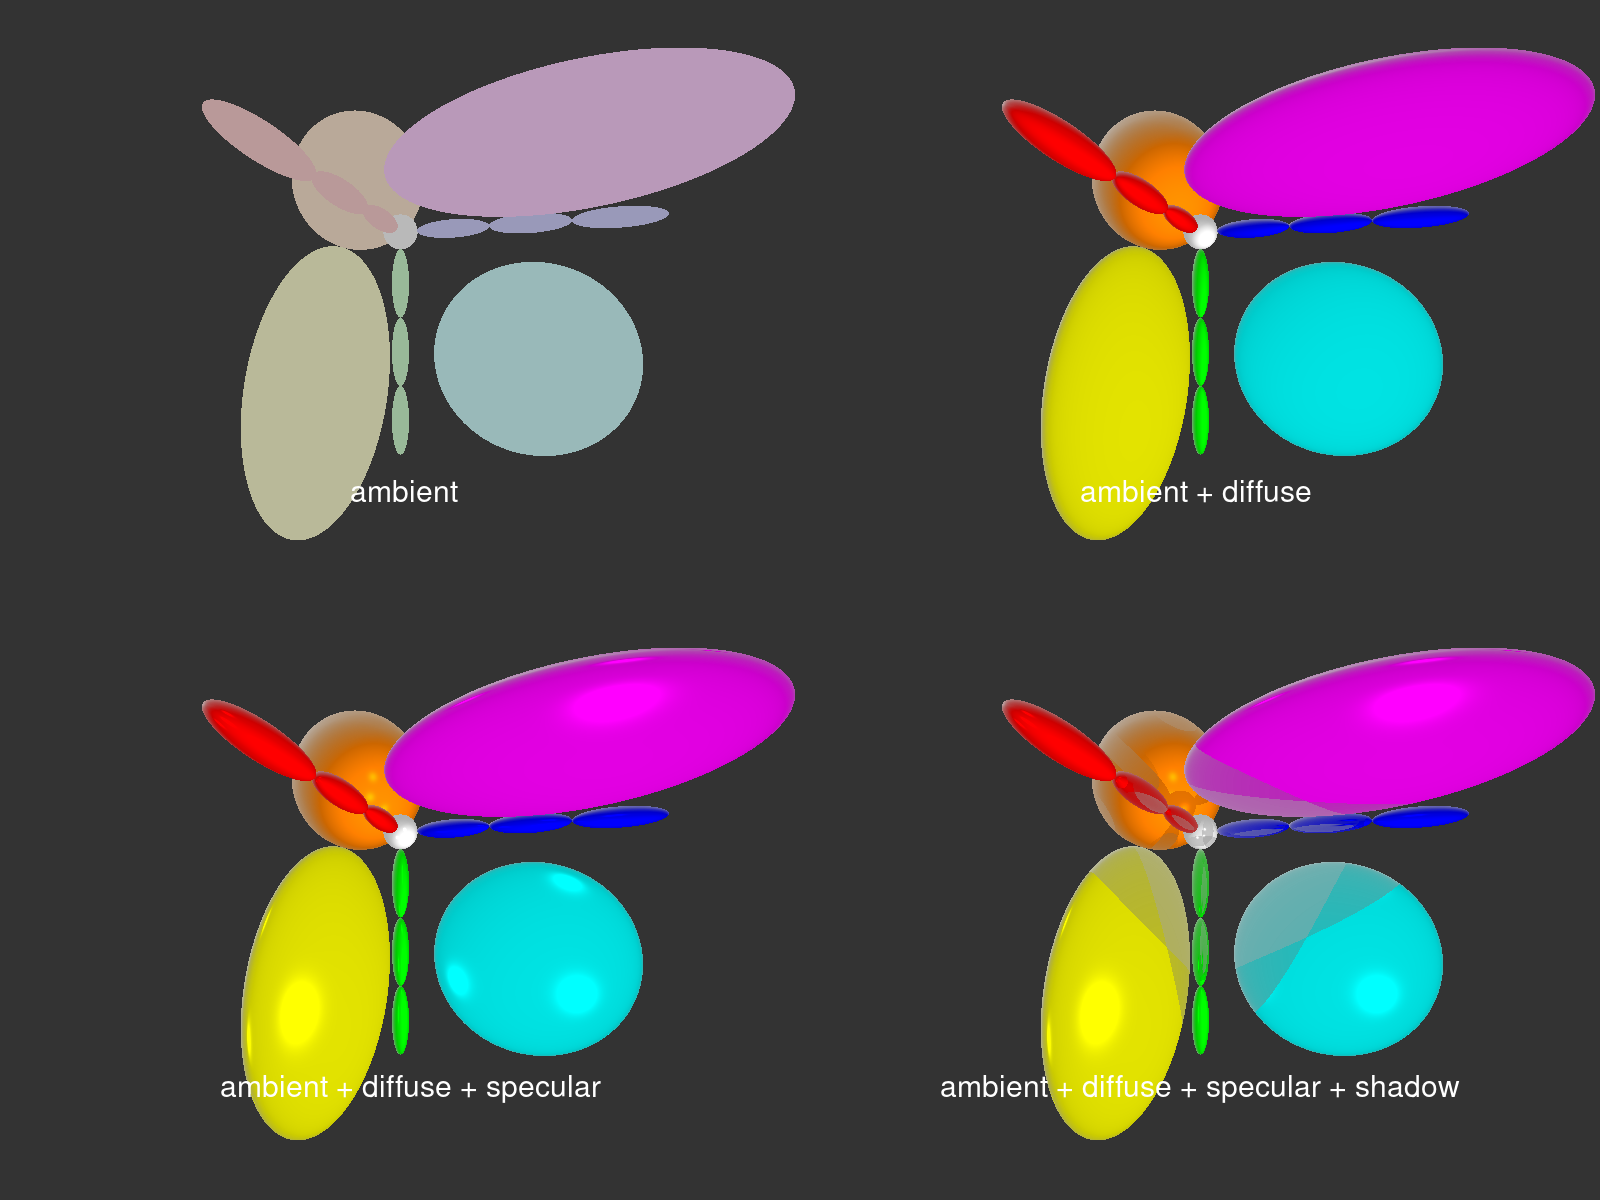 ambient
ambient + diffuse
ambient + diffuse + specular
ambient + diffuse + specular + shadow